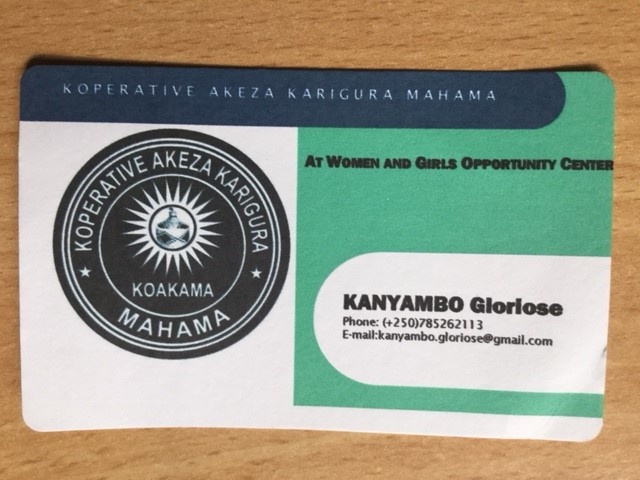 KOPERATIVE AKEZA KARIGURA MAHAMA
AT WOMEN AND GIRLS OPPORTUNITY CENTER
KOPERATIVE AKEZA KARIGURA
KOAKAMA
MAHAMA
KANYAMBO Gloriose
Phone: (+250)785262113
E-mail:kanyambo.gloriose@gmail.com